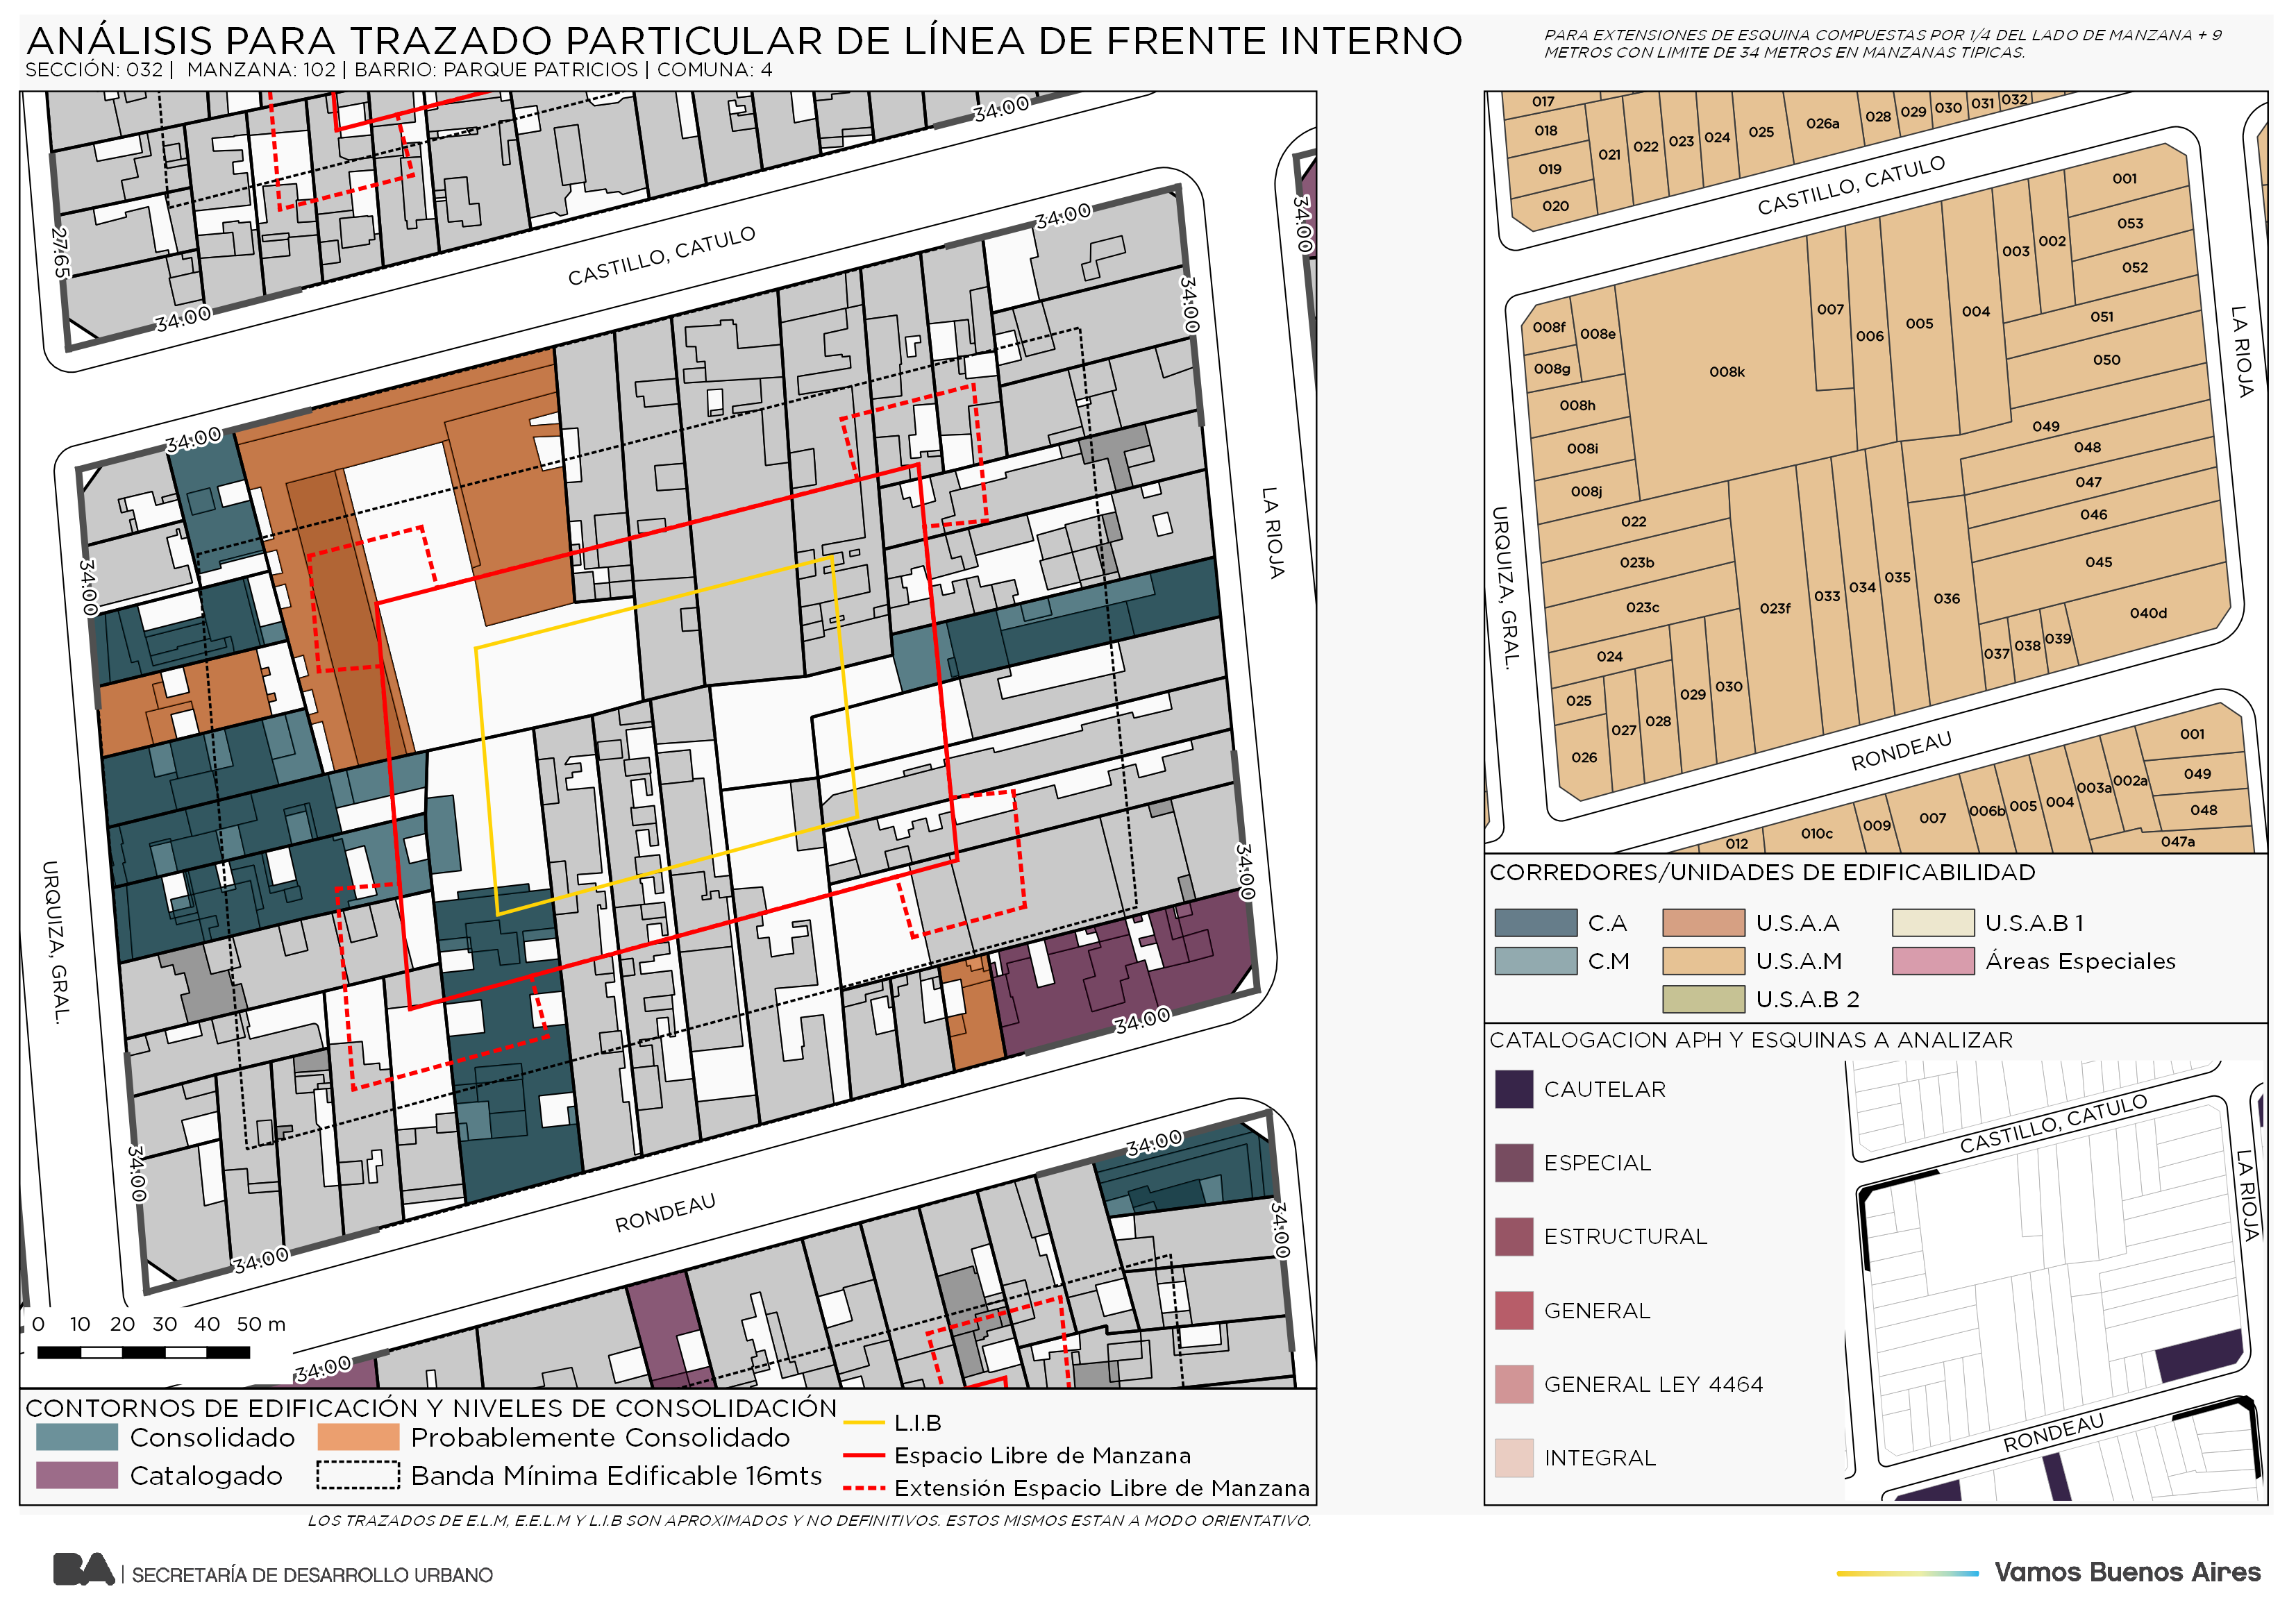 ANÁLISIS PARA TRAZADO PARTICULAR DE LÍNEA DE FRENTE INTERNO
SECCIÓN: 032 | MANZANA: 102 | BARRIO: PARQUE PATRICIOS | COMUNA: 4
PARA EXTENSIONES DE ESQUINA COMPUESTAS POR 1/4 DEL LADO DE MANZANA + 9
METROS CON LIMITE DE 34 METROS EN MANZANAS TIPICAS.
34.00
27.65
34.00
CASTILLO, CATULO
34.00
34.00
34.00
34.00
34.00
LA RIOJA
URQUIZA, GRAL.
34.00
34.00
34.00
34.00
RONDEAU
34.00
34.00
34.00
0 10 20 30 40 50 m
CONTORNOS DE EDIFICACIÓN Y NIVELES DE CONSOLIDACIÓN
Consolidado
Probablemente Consolidado
Catalogado
Banda Mínima Edificable 16mts
L.I.B
Espacio Libre de Manzana
Extensión Espacio Libre de Manzana
LOS TRAZADOS DE E.L.M, E.E.L.M Y L.I.B SON APROXIMADOS Y NO DEFINITIVOS. ESTOS MISMOS ESTAN A MODO ORIENTATIVO.
017
018
019
020
021
022
023
024
025
026a
028
029
030
031
032
CASTILLO, CATULO
001
053
052
002
003
004
005
006
007
008k
008e
008f
008g
008h
008i
008j
051
050
049
048
047
046
045
040d
039
038
037
036
035
034
033
023f
022
023b
023c
024
025
026
027
028
029
030
LA RIOJA
URQUIZA, GRAL.
RONDEAU
001
049
048
047a
002a
003a
004
005
006b
007
009
010c
012
CORREDORES/UNIDADES DE EDIFICABILIDAD
C.A
U.S.A.A
U.S.A.B 1
C.M
U.S.A.M
Áreas Especiales
U.S.A.B 2
CATALOGACION APH Y ESQUINAS A ANALIZAR
CAUTELAR
ESPECIAL
ESTRUCTURAL
GENERAL
GENERAL LEY 4464
INTEGRAL
CASTILLO, CATULO
LA RIOJA
RONDEAU
BA | SECRETARÍA DE DESARROLLO URBANO
Vamos Buenos Aires